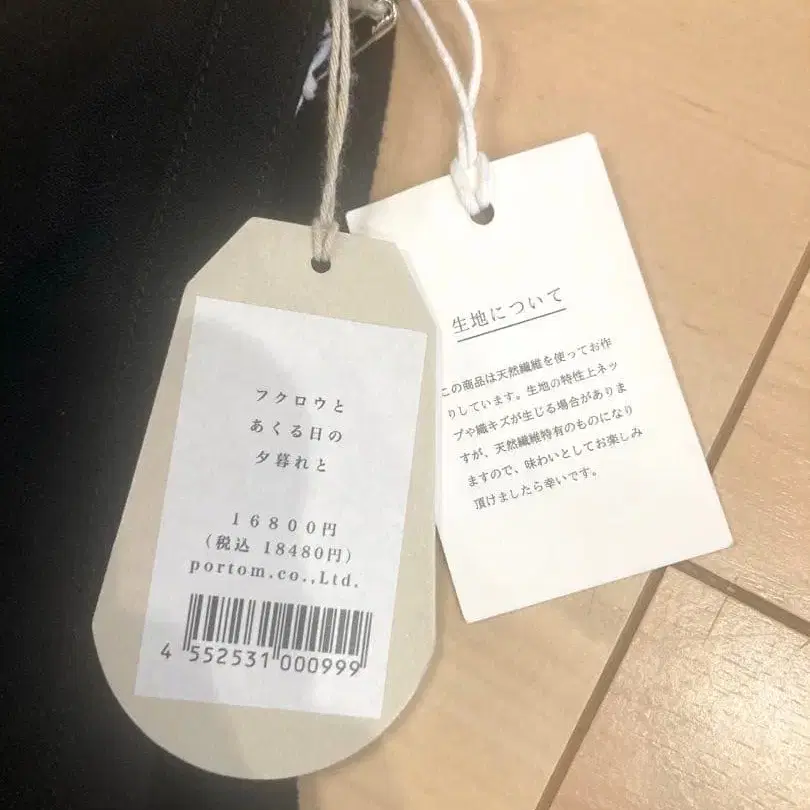 フクロウと
あくる日の
夕暮れと
16800円
(税込 18480円)
portom.co.,Ltd.
4 552531 000999
生地について
この商品は天然繊維を使ってお作
りしています。生地の特性上ネッ
プや織キズが生じる場合がありま
すが、天然繊維特有のものになり
ますので、味わいとしてお楽しみ
頂けましたら幸いです。